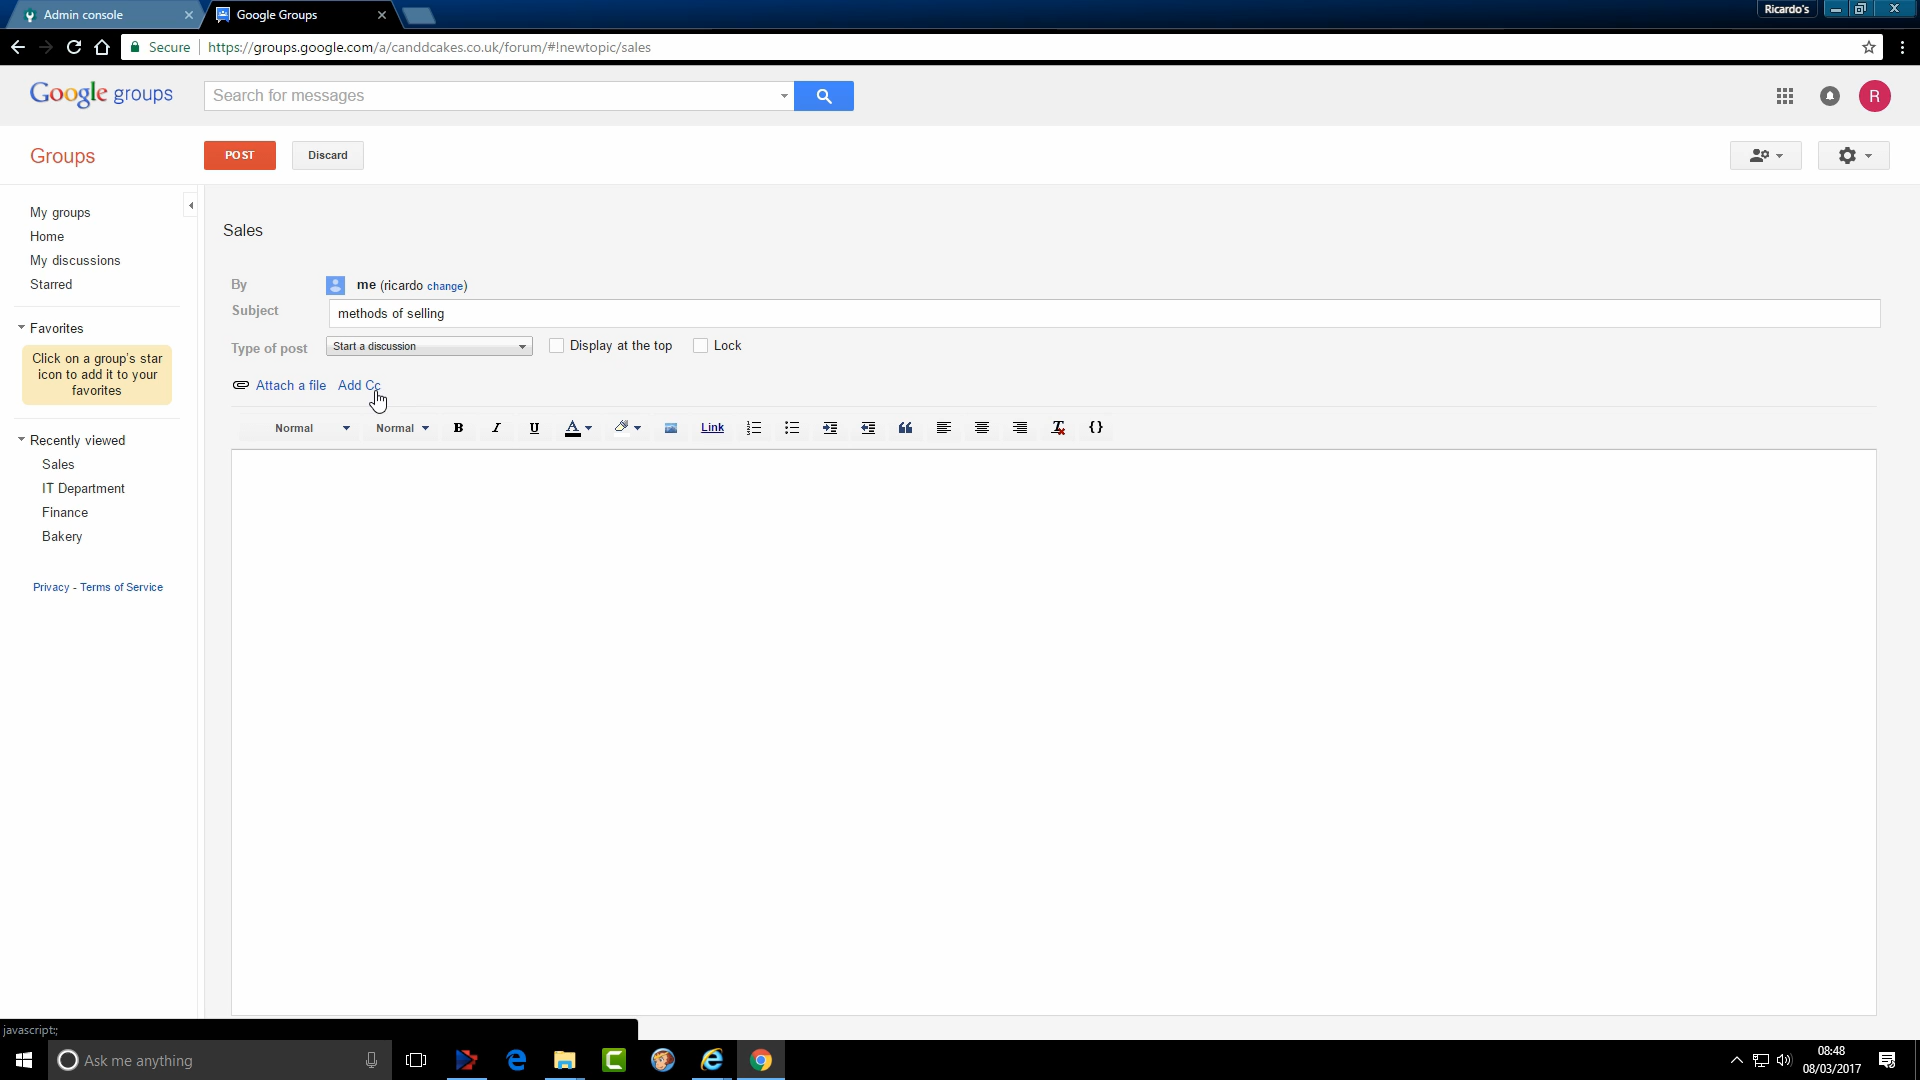 Admin console
Google Groups
Ricardo's
Secure
https://groups.google.com/a/canddcakes.co.uk/forum/#!newtopic/sales
Google groups
Search for messages
R
Groups
POST
Discard
My groups
Home
My discussions
Starred
Favorites
Click on a group's star
icon to add it to your
favorites
Recently viewed
Sales
IT Department
Finance
Bakery
Privacy - Terms of Service
Sales
By
me (ricardo change)
Subject
methods of selling
Type of post
Start a discussion
Display at the top
Lock
Attach a file
Add Cc
Normal
Normal
B
I
U
A
Link
{}
javascript:;
Ask me anything
08:48
08/03/2017